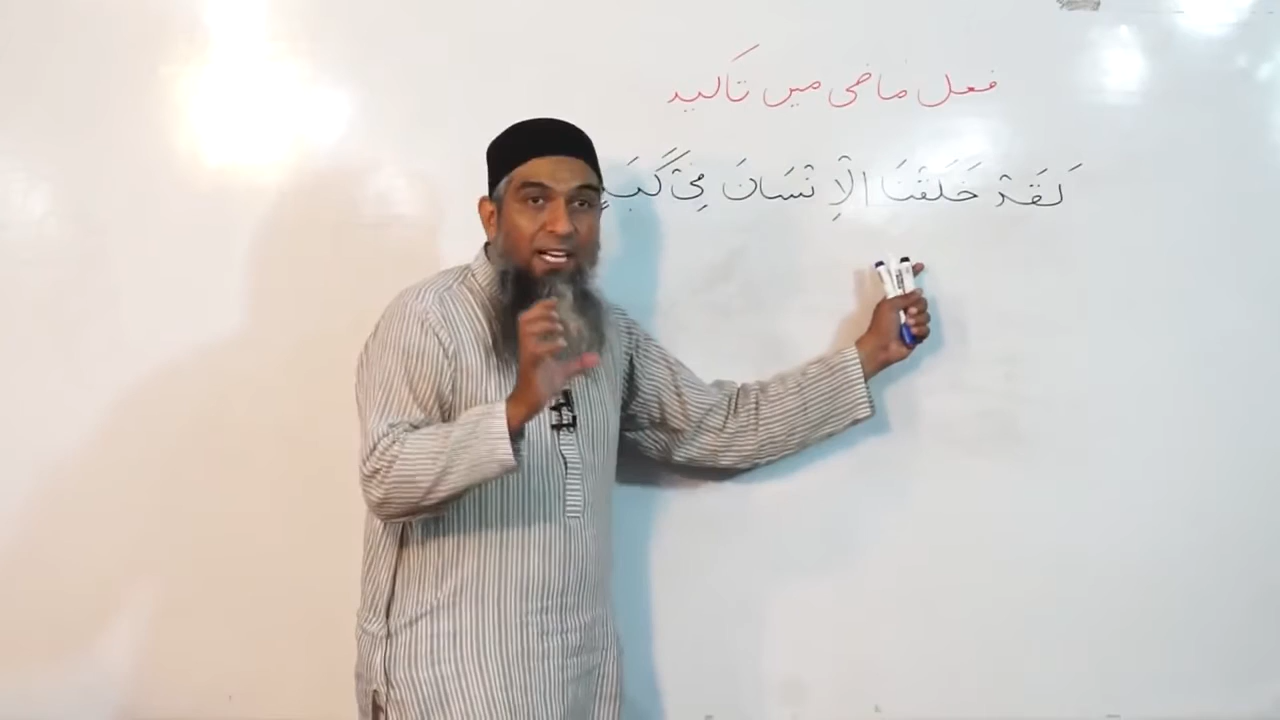 فعل ماضی میں تاکید
لَقَدْ خَلَقْنَا الْاِنْسَانَ فِیْ كَبَدٍ